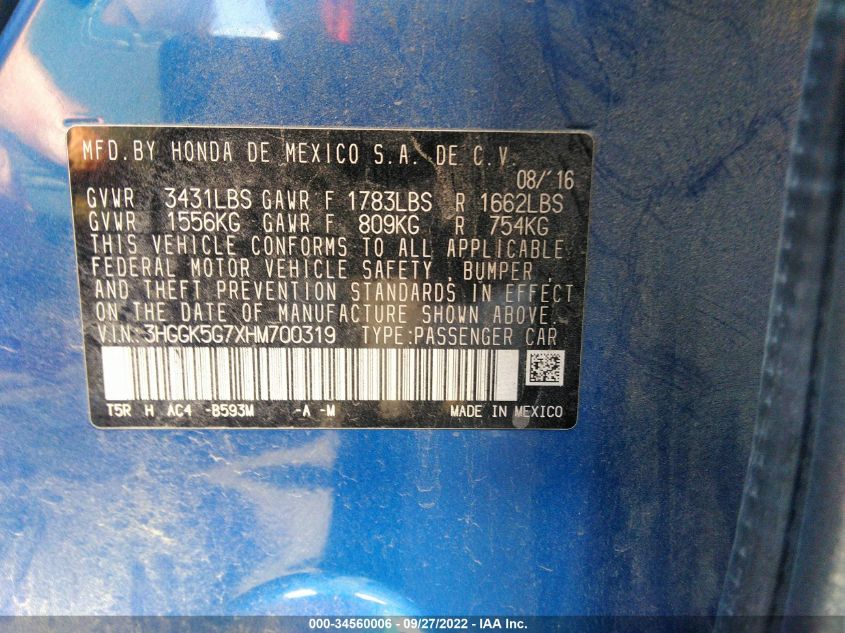 MFD. BY HONDA DE MEXICO S.A. DE C.V.
08/'16
GVWR 3431LBS GAWR F 1783LBS R 1662LBS
GVWR 1556KG GAWR F 809KG R 754KG
THIS VEHICLE CONFORMS TO ALL APPLICABLE
FEDERAL MOTOR VEHICLE SAFETY , BUMPER ,
AND THEFT PREVENTION STANDARDS IN EFFECT
ON THE DATE OF MANUFACTURE SHOWN ABOVE.
V.I.N.: 3HGGK5G7XHM700319 TYPE:PASSENGER CAR
T5R H AC4 -B593M -A -M MADE IN MEXICO
000-34560006 - 09/27/2022 - IAA Inc.